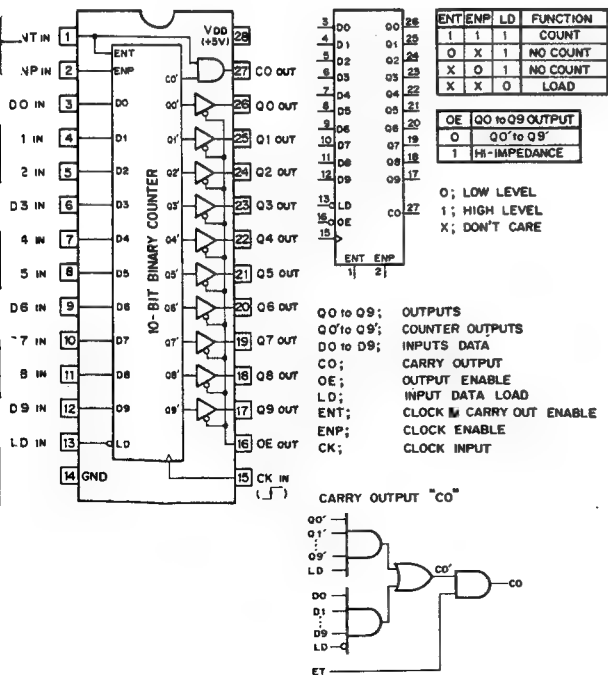 NT IN 1
NP IN 2
D0 IN 3
1 IN 4
2 IN 5
D3 IN 6
4 IN 7
5 IN 8
D6 IN 9
7 IN 10
8 IN 11
D9 IN 12
LD IN 13
14 GND
ENT
ENP
D0
D1
D2
D3
D4
D5
D6
D7
D8
D9
LD
10-BIT BINARY COUNTER
CO'
Q0'
Q1'
Q2'
Q3'
Q4'
Q5'
Q6'
Q7'
Q8'
Q9'
VDD
(+5V)
28
27 CO OUT
26 Q0 OUT
25 Q1 OUT
24 Q2 OUT
23 Q3 OUT
22 Q4 OUT
21 Q5 OUT
20 Q6 OUT
19 Q7 OUT
18 Q8 OUT
17 Q9 OUT
16 OE OUT
15 CK IN
3 D0 Q0 26
4 D1 Q1 25
5 D2 Q2 24
6 D3 Q3 23
7 D4 Q4 22
8 D5 Q5 21
9 D6 Q6 20
10 D7 Q7 19
11 D8 Q8 18
12 D9 Q9 17
13 LD CO 27
16 OE
15
ENT ENP
1 2
ENT ENP LD FUNCTION
1 1 1 COUNT
0 X 1 NO COUNT
X 0 1 NO COUNT
X X 0 LOAD
OE Q0 to Q9 OUTPUT
0 Q0' to Q9'
1 HI-IMPEDANCE
0; LOW LEVEL
1; HIGH LEVEL
X; DON'T CARE
Q0 to Q9; OUTPUTS
Q0' to Q9'; COUNTER OUTPUTS
D0 to D9; INPUTS DATA
CO; CARRY OUTPUT
OE; OUTPUT ENABLE
LD; INPUT DATA LOAD
ENT; CLOCK CARRY OUT ENABLE
ENP; CLOCK ENABLE
CK; CLOCK INPUT
CARRY OUTPUT "CO"
Q0'
Q1'
Q9'
LD
D0
D1
D9
LD
ET
CO'
CO